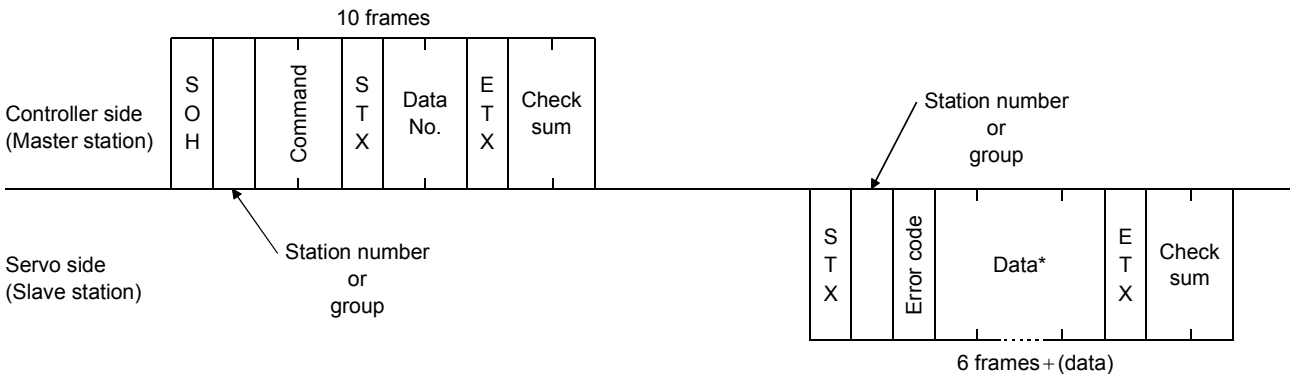 10 frames
Controller side
(Master station)
S
O
H
Command
S
T
X
Data
No.
E
T
X
Check
sum
Station number
or
group
Station number
or
group
Servo side
(Slave station)
S
T
X
Error code
Data*
E
T
X
Check
sum
6 frames+(data)